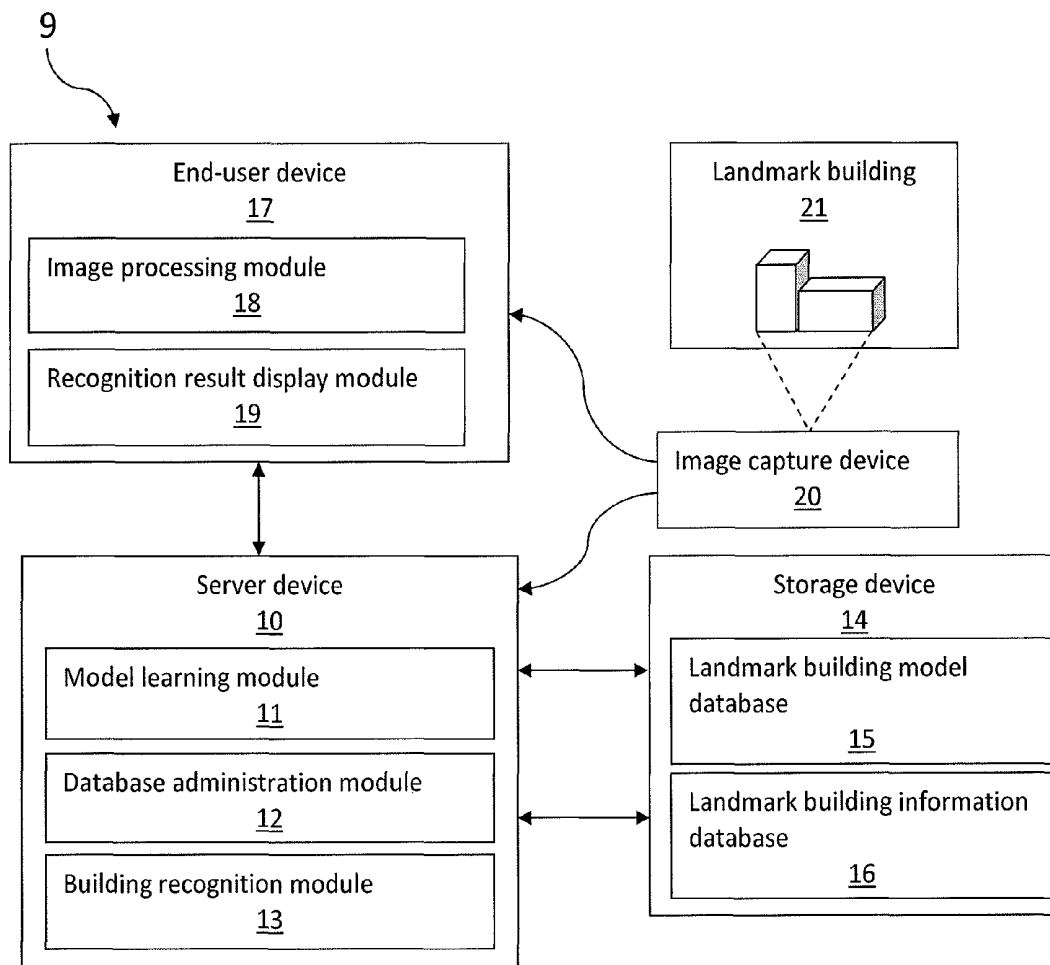 9
End-user device
17
Image processing module
18
Recognition result display module
19
Landmark building
21
Image capture device
20
Server device
10
Model learning module
11
Database administration module
12
Building recognition module
13
Storage device
14
Landmark building model
database
15
Landmark building information
database
16